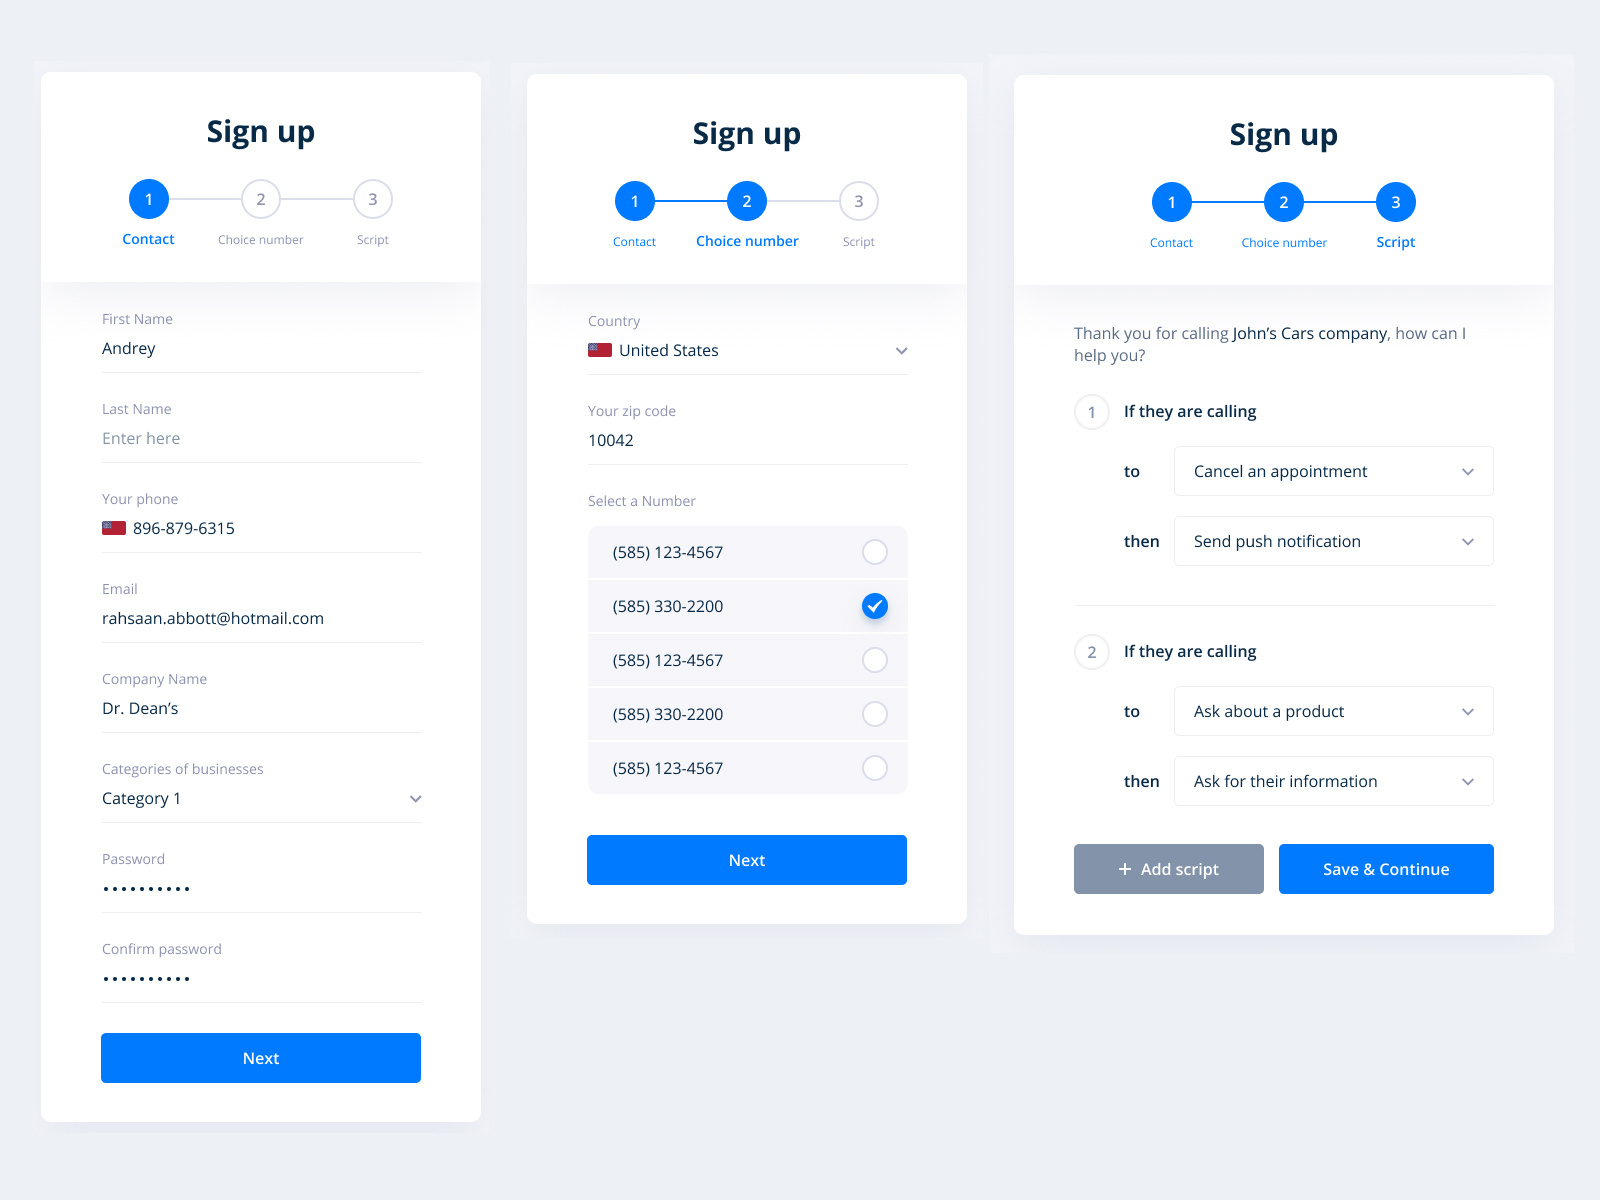 Sign up
1
2
3
Contact
Choice number
Script
First Name
Andrey
Last Name
Enter here
Your phone
896-879-6315
Email
rahsaan.abbott@hotmail.com
Company Name
Dr. Dean’s
Categories of businesses
Category 1
Password
••••••••••
Confirm password
••••••••••
Next
Sign up
1
2
3
Contact
Choice number
Script
Country
United States
Your zip code
10042
Select a Number
(585) 123-4567
(585) 330-2200
(585) 123-4567
(585) 330-2200
(585) 123-4567
Next
Sign up
1
2
3
Contact
Choice number
Script
Thank you for calling John’s Cars company, how can I
help you?
1 If they are calling
to Cancel an appointment
then Send push notification
2 If they are calling
to Ask about a product
then Ask for their information
+ Add script
Save & Continue